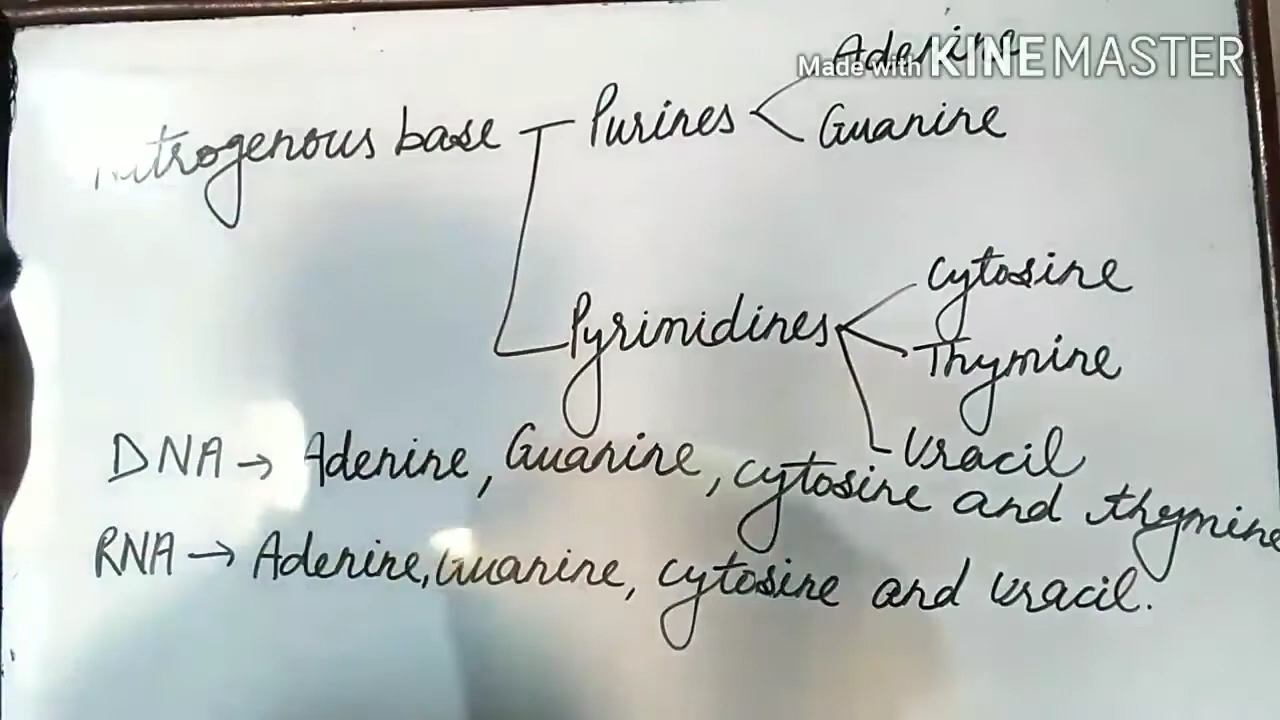 Adenine
Made with KINEMASTER
Nitrogenous base Purines Guanine
Cytosine
Pyrimidines Thymine
Uracil
DNA → Adenine, Guanine, cytosine and thymine
RNA → Adenine, Guanine, cytosine and uracil.